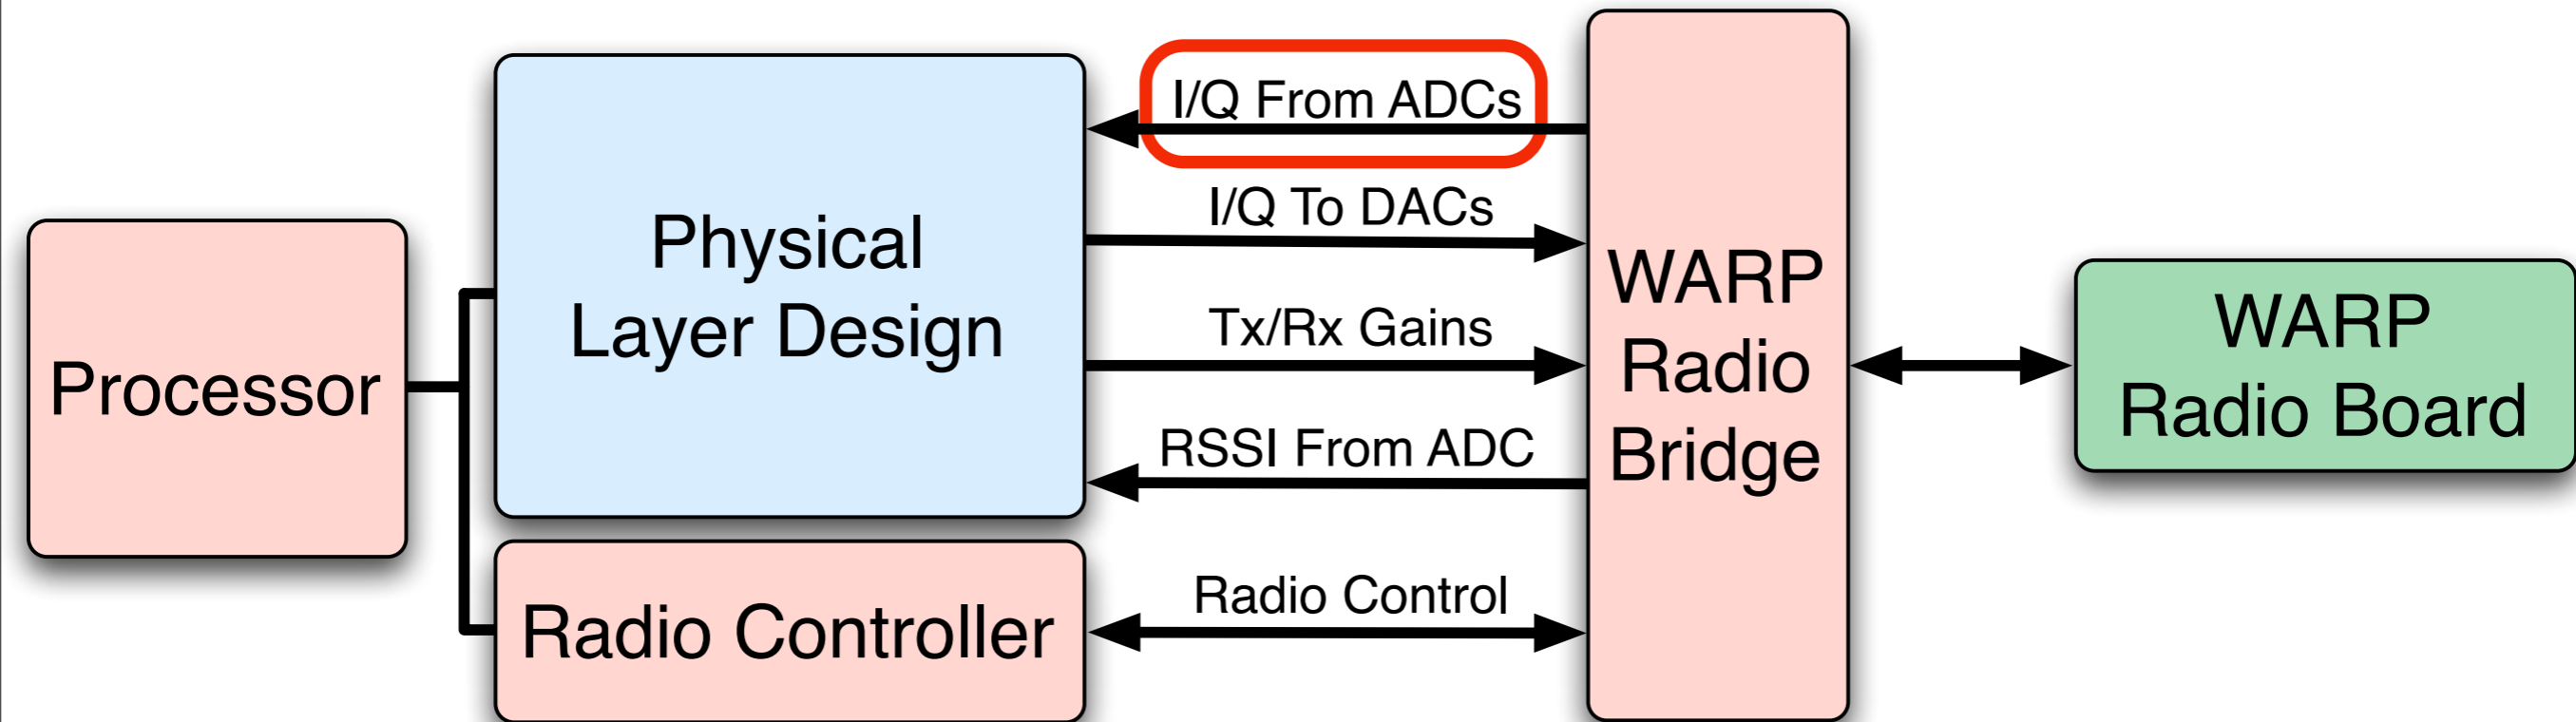 Processor
Physical
Layer Design
Radio Controller
I/Q From ADCs
I/Q To DACs
Tx/Rx Gains
RSSI From ADC
Radio Control
WARP
Radio
Bridge
WARP
Radio Board